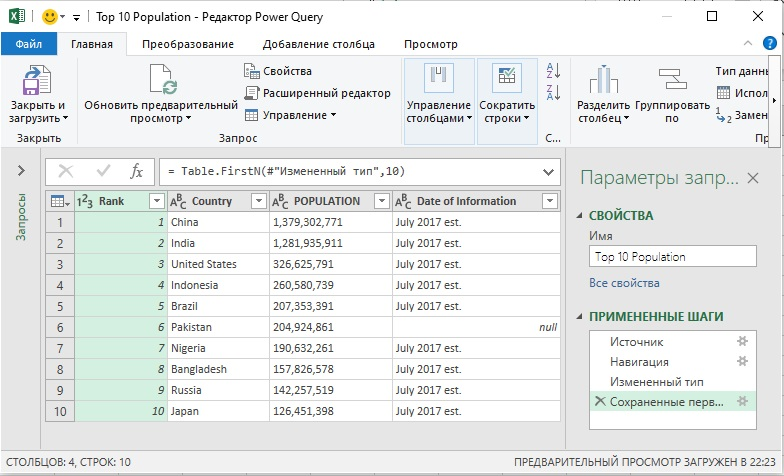 Top 10 Population - Редактор Power Query
Файл Главная Преобразование Добавление столбца Просмотр
Закрыть и загрузить
Закрыть
Обновить предварительный просмотр
Свойства
Расширенный редактор
Управление
Запрос
Управление столбцами
Сократить строки
С...
Разделить столбец
Группировать по
Тип данны
Испол
Замен
Запросы
= Table.FirstN(#"Измененный тип",10)
Rank Country POPULATION Date of Information
1 1 China 1,379,302,771 July 2017 est.
2 2 India 1,281,935,911 July 2017 est.
3 3 United States 326,625,791 July 2017 est.
4 4 Indonesia 260,580,739 July 2017 est.
5 5 Brazil 207,353,391 July 2017 est.
6 6 Pakistan 204,924,861 null
7 7 Nigeria 190,632,261 July 2017 est.
8 8 Bangladesh 157,826,578 July 2017 est.
9 9 Russia 142,257,519 July 2017 est.
10 10 Japan 126,451,398 July 2017 est.
Параметры запр...
СВОЙСТВА
Имя
Top 10 Population
Все свойства
ПРИМЕНЕННЫЕ ШАГИ
Источник
Навигация
Измененный тип
Сохраненные перв...
СТОЛБЦОВ: 4, СТРОК: 10
ПРЕДВАРИТЕЛЬНЫЙ ПРОСМОТР ЗАГРУЖЕН В 22:23